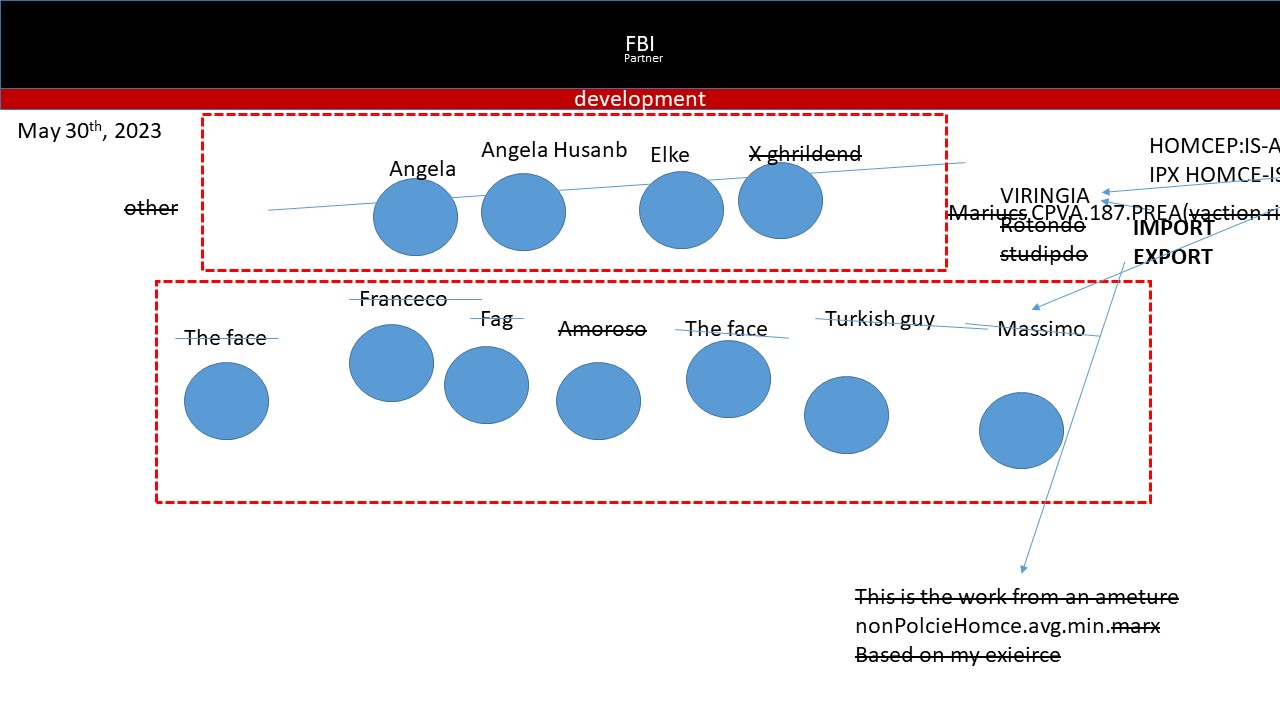 FBI
Partner
development
May 30th, 2023
HOMCEP:IS-A
IPX HOMCE-IS
Angela Husanb
Elke
X ghrildend
Angela
VIRINGIA
other
Mariucs.CPVA.187.PREA(vaction.ri
Rotondo
IMPORT
studipdo
EXPORT
Franceco
Fag
Turkish guy
The face
Amoroso
The face
Massimo
This is the work from an ameture
nonPolcieHomce.avg.min.marx
Based on my exieirce